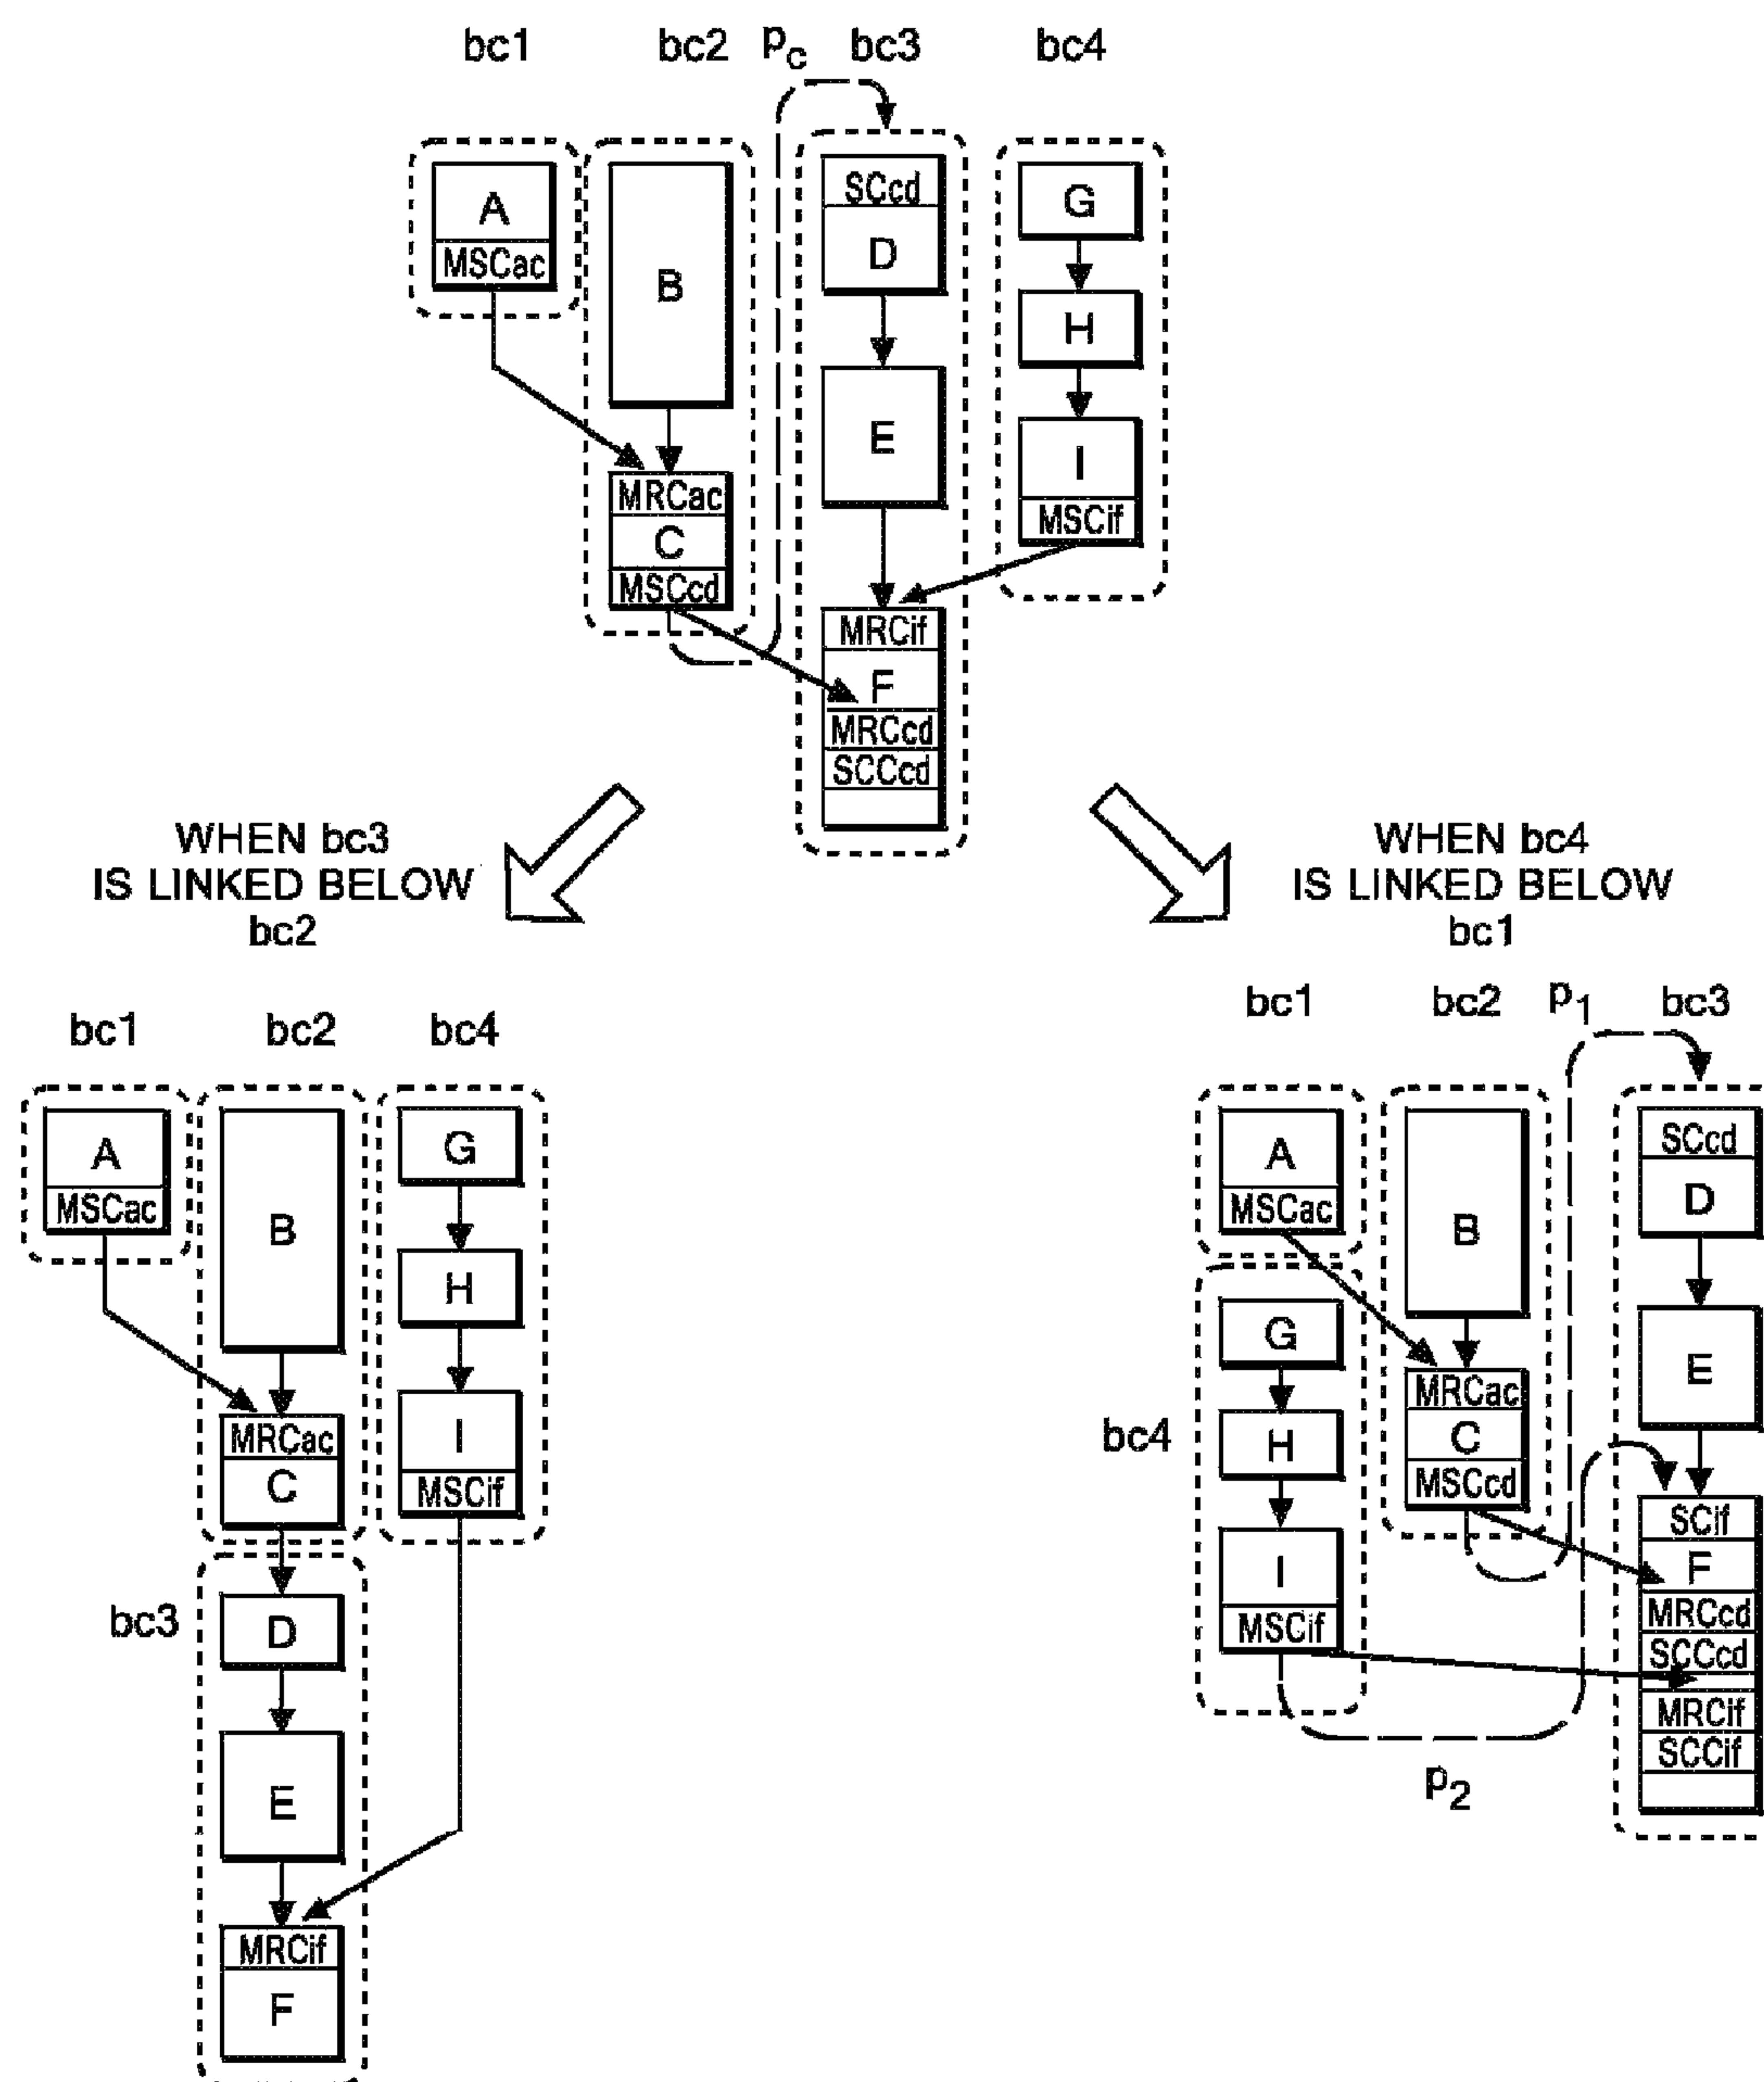 bc1 bc2 pc bc3 bc4
A
MSCac
B
MRCac
C
MSCcd
SCcd
D
E
MRCif
F
MRCcd
SCCcd
G
H
I
MSCif
WHEN bc3
IS LINKED BELOW
bc2
WHEN bc4
IS LINKED BELOW
bc1
bc1 bc2 bc4
A
MSCac
B
MRCac
C
G
H
I
MSCif
bc3
D
E
MRCif
F
bc1 bc2 p1 bc3
A
MSCac
bc4
G
H
I
MSCif
B
MRCac
C
MSCcd
SCcd
D
E
SCif
F
MRCcd
SCCcd
MRCif
SCCif
p2